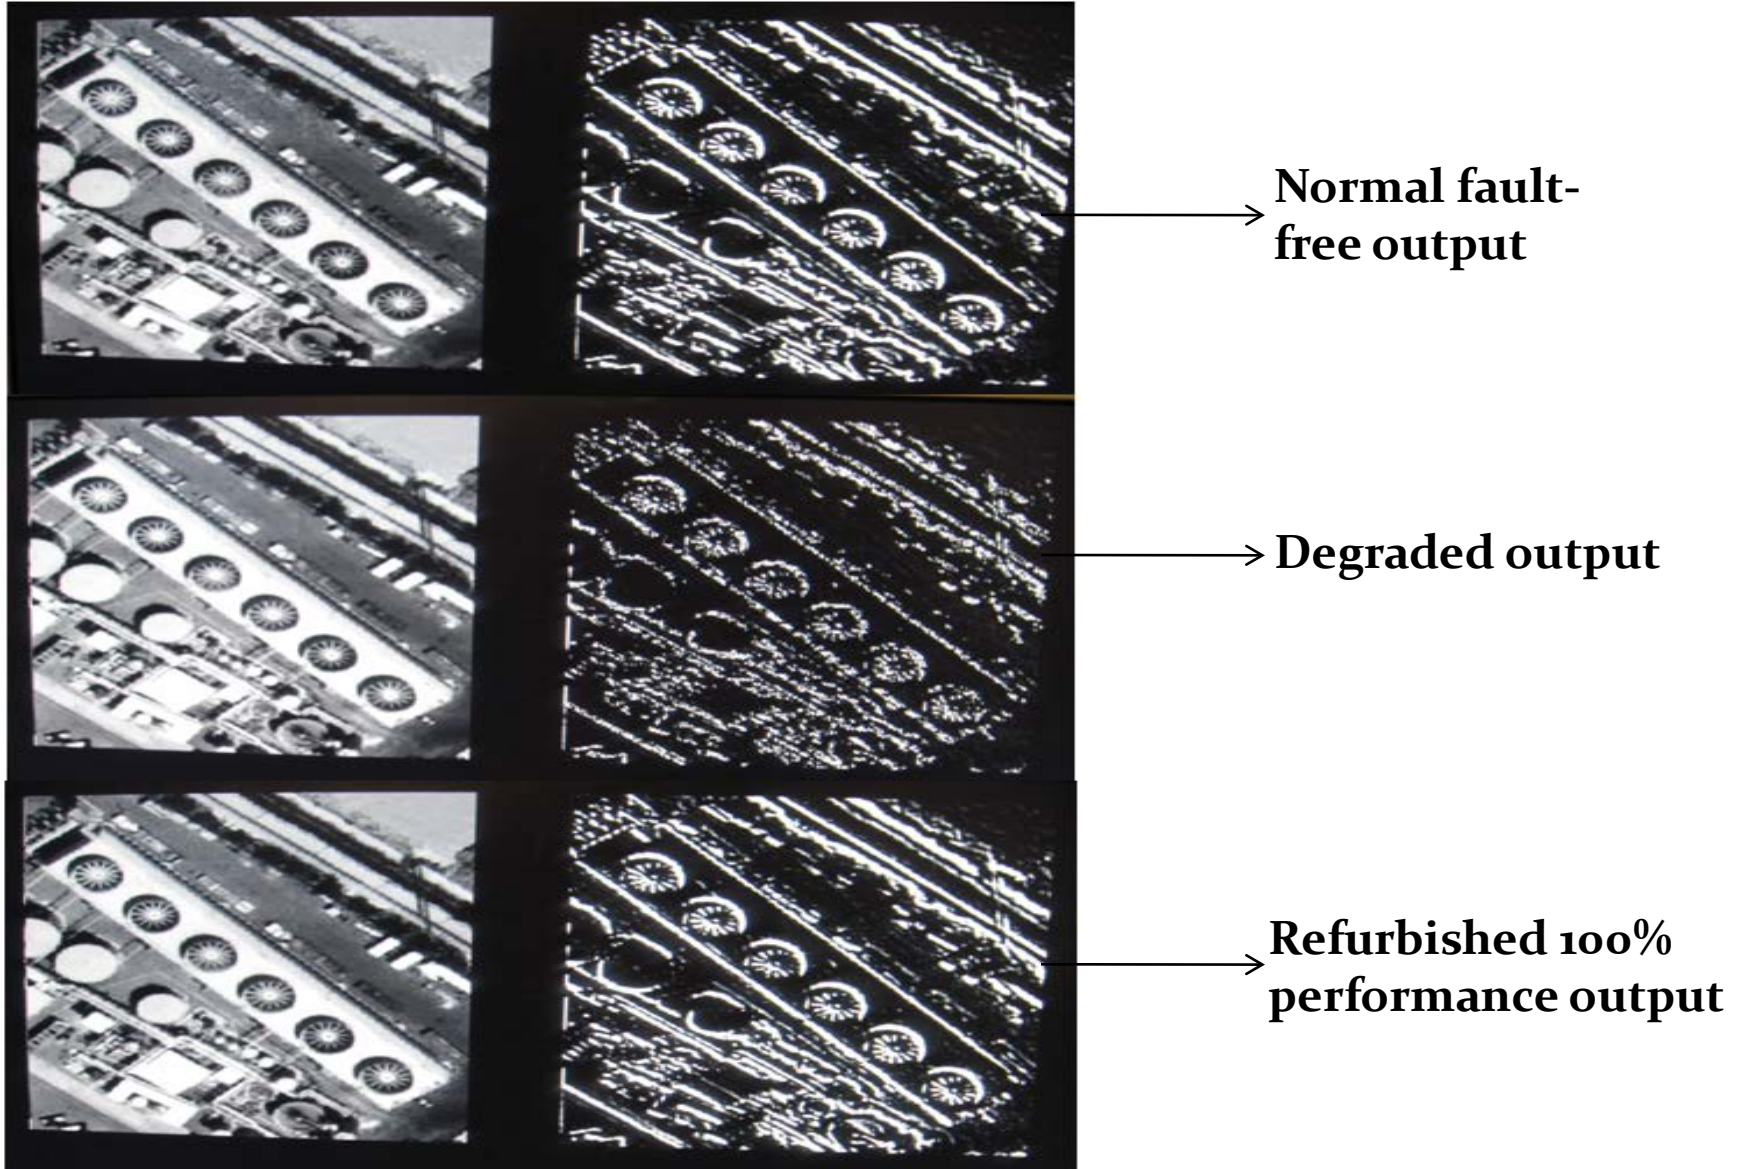 Normal fault-
free output
Degraded output
Refurbished 100%
performance output